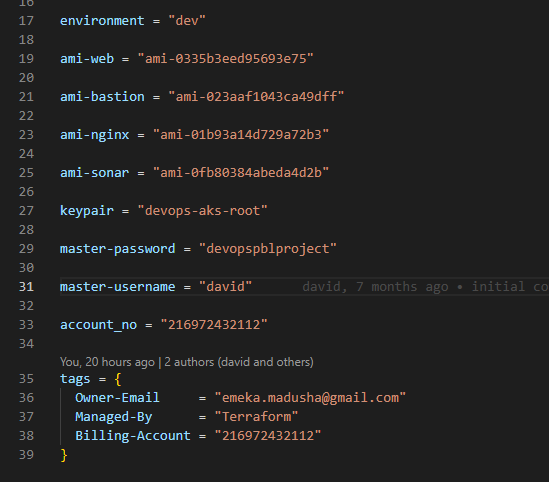 16
17 environment = "dev"
18
19 ami-web = "ami-0335b3eed95693e75"
20
21 ami-bastion = "ami-023aaf1043ca49dff"
22
23 ami-nginx = "ami-01b93a14d729a72b3"
24
25 ami-sonar = "ami-0fb80384abeda4d2b"
26
27 keypair = "devops-aks-root"
28
29 master-password = "devopspblproject"
30
31 master-username = "david" david, 7 months ago • initial co
32
33 account_no = "216972432112"
34
You, 20 hours ago | 2 authors (david and others)
35 tags = {
36 Owner-Email = "emeka.madusha@gmail.com"
37 Managed-By = "Terraform"
38 Billing-Account = "216972432112"
39 }